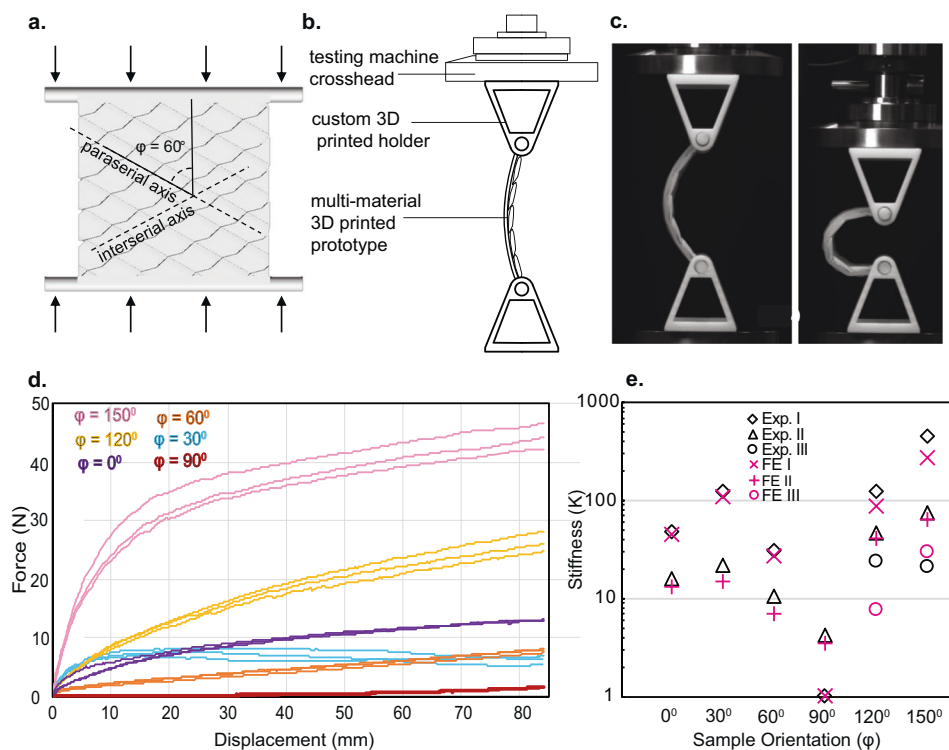 a.
φ = 60°
paraserial axis
interserial axis
b.
testing machine
crosshead
custom 3D
printed holder
multi-material
3D printed
prototype
c.
d.
50
40
30
20
10
0
Force (N)
φ = 150⁰
φ = 60⁰
φ = 120⁰
φ = 30⁰
φ = 0⁰
φ = 90⁰
0
10
20
30
40
50
60
70
80
Displacement (mm)
e.
1000
100
10
1
Stiffness (K)
Exp. I
Exp. II
Exp. III
FE I
FE II
FE III
0⁰
30⁰
60⁰
90⁰
120⁰
150⁰
Sample Orientation (φ)